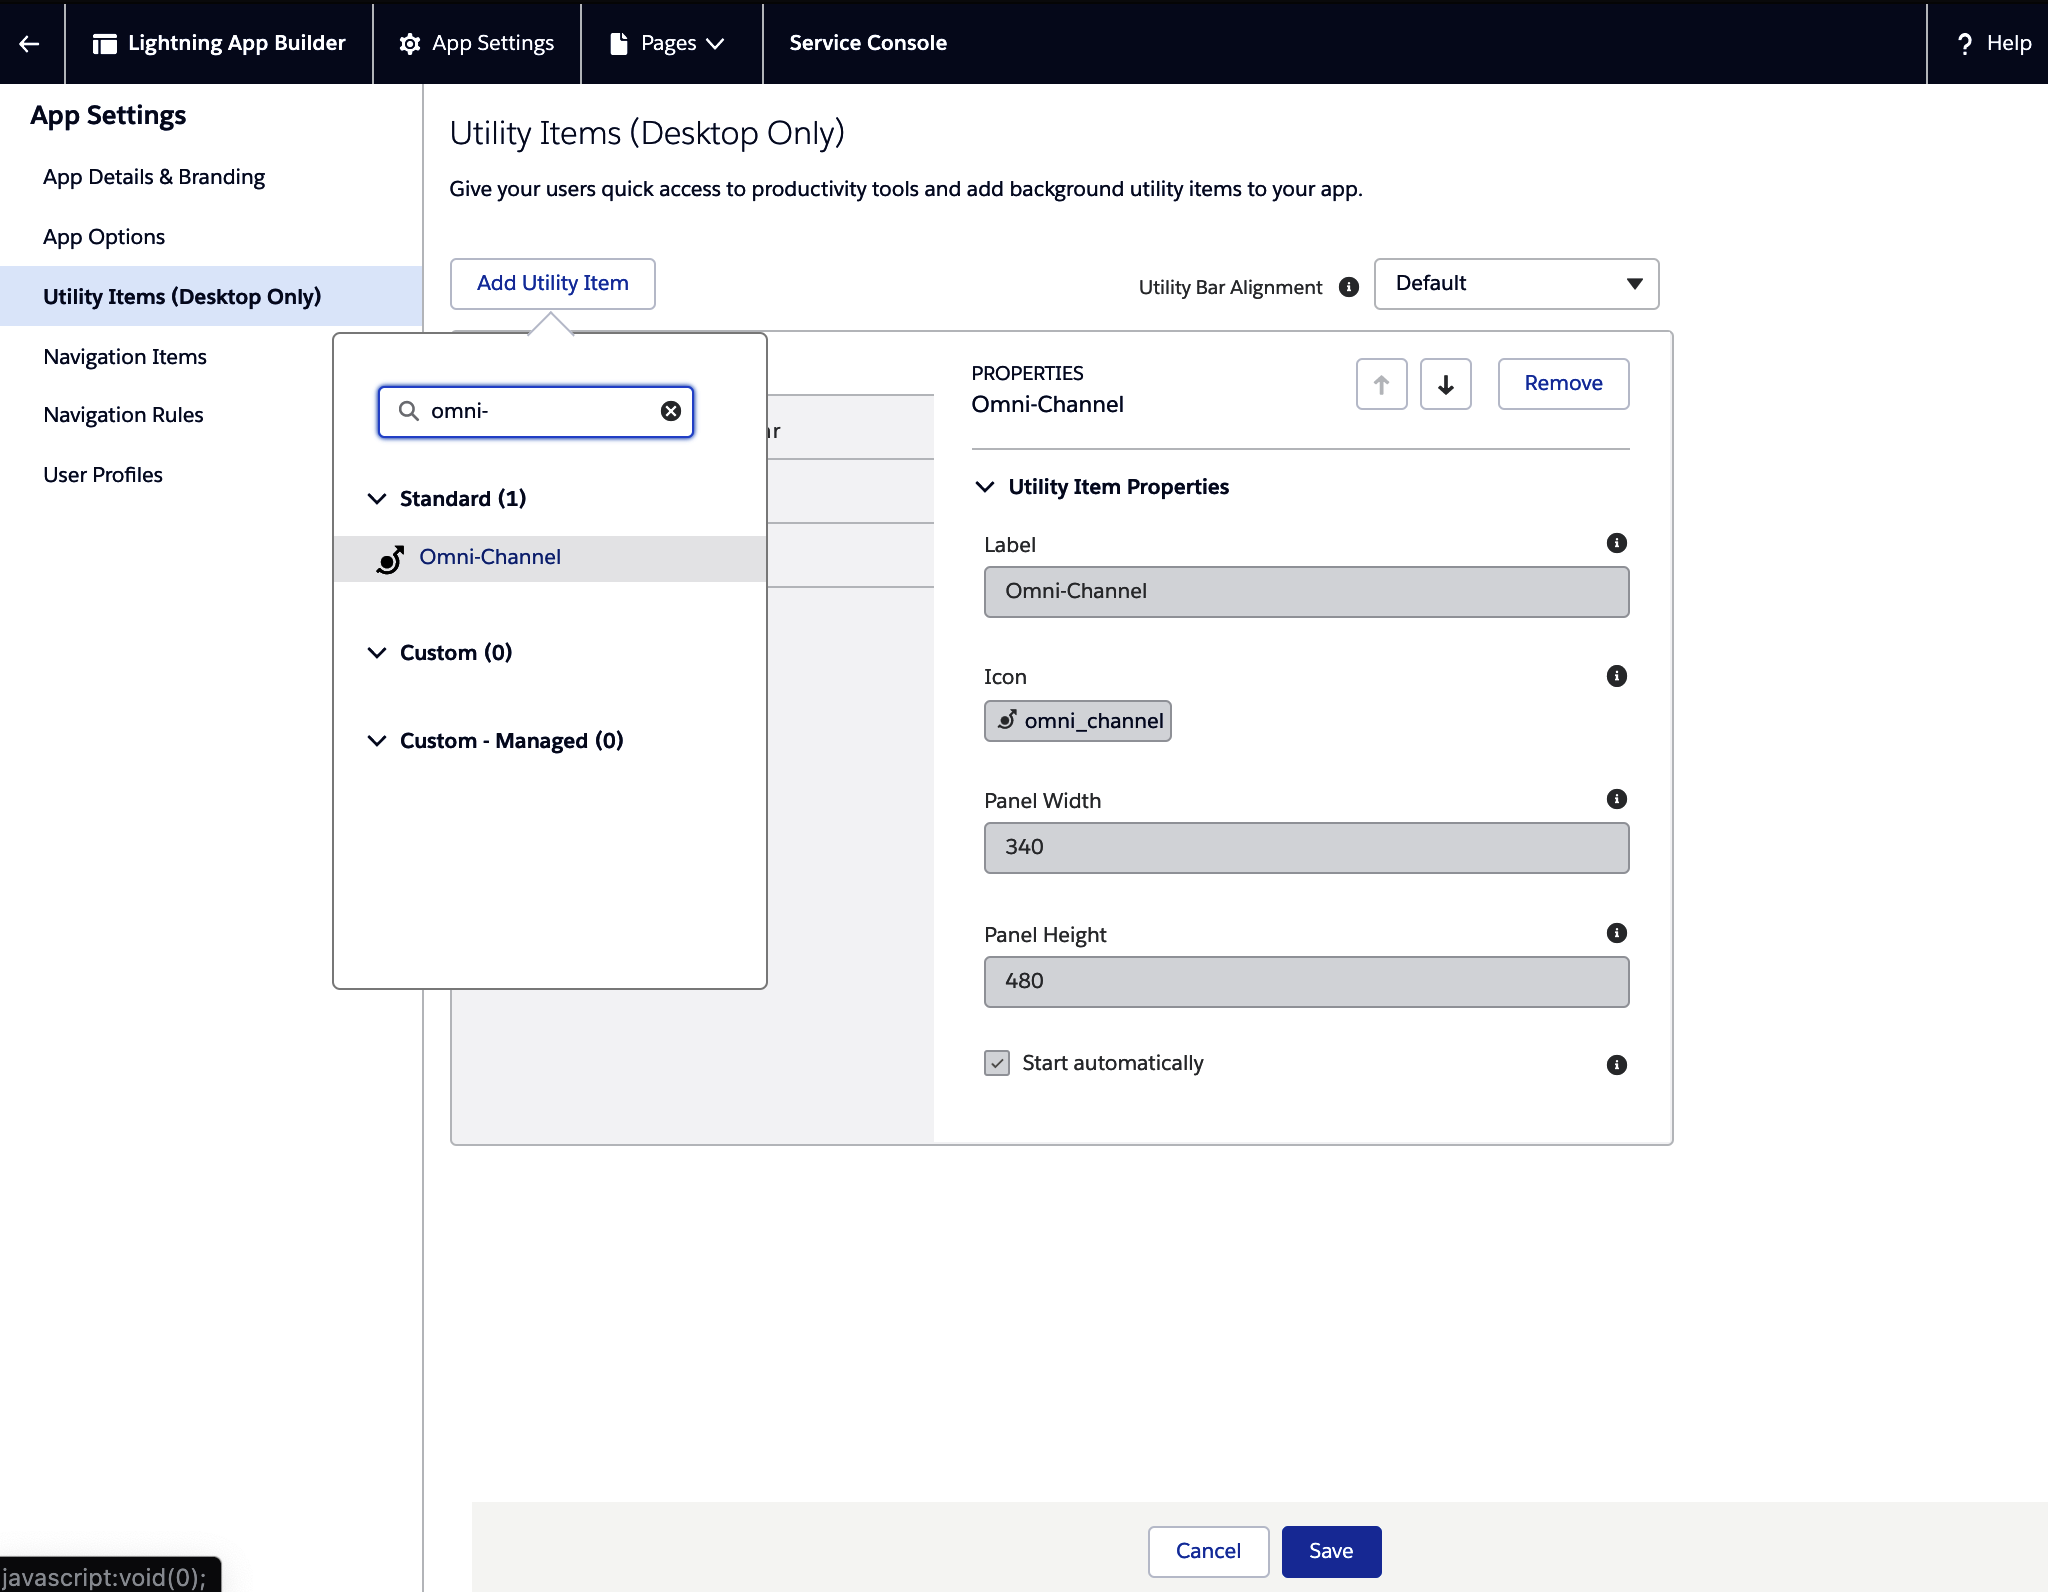 Lightning App Builder
App Settings
Pages
Service Console
? Help
App Settings
App Details & Branding
App Options
Utility Items (Desktop Only)
Navigation Items
Navigation Rules
User Profiles
Utility Items (Desktop Only)
Give your users quick access to productivity tools and add background utility items to your app.
Add Utility Item
Utility Bar Alignment
Default
omni-
Standard (1)
Omni-Channel
Custom (0)
Custom - Managed (0)
PROPERTIES
Omni-Channel
Remove
Utility Item Properties
Label
Omni-Channel
Icon
omni_channel
Panel Width
340
Panel Height
480
Start automatically
Cancel
Save
javascript:void(0);